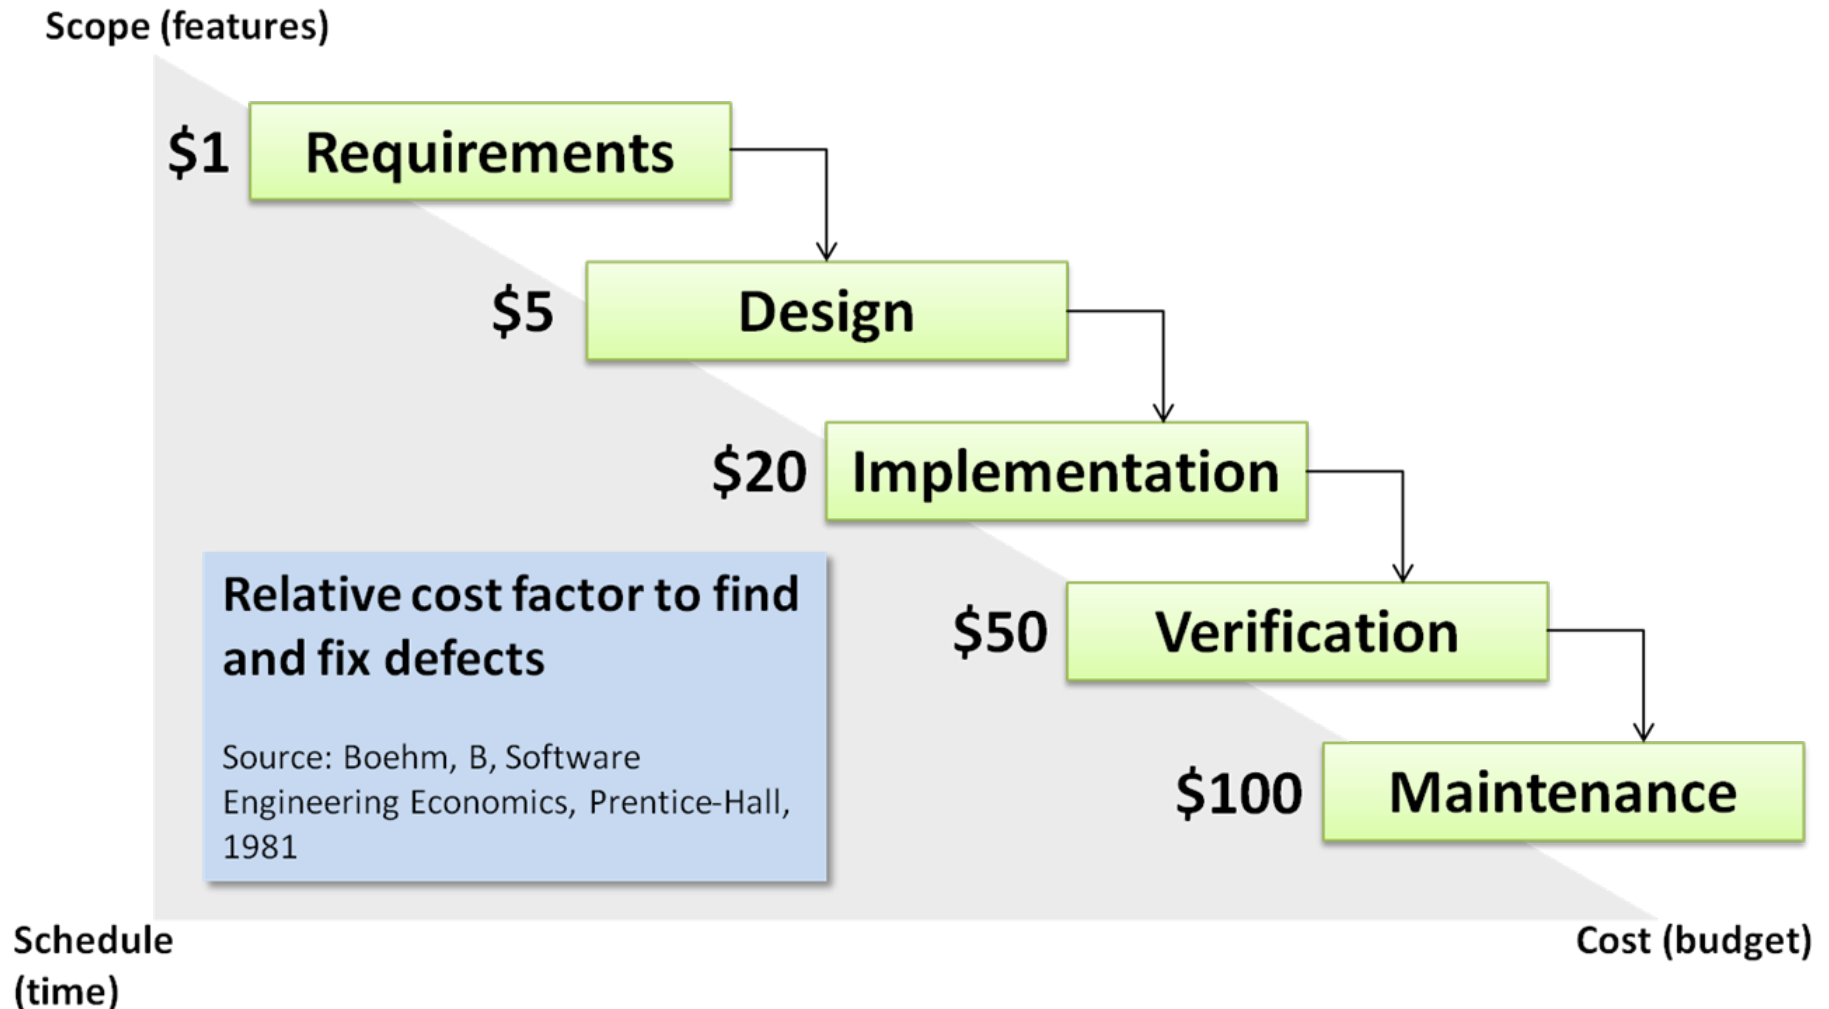 Scope (features)
$1
Requirements
$5
Design
$20
Implementation
Relative cost factor to find
and fix defects
Source: Boehm, B, Software
Engineering Economics, Prentice-Hall,
1981
$50
Verification
$100
Maintenance
Schedule
(time)
Cost (budget)